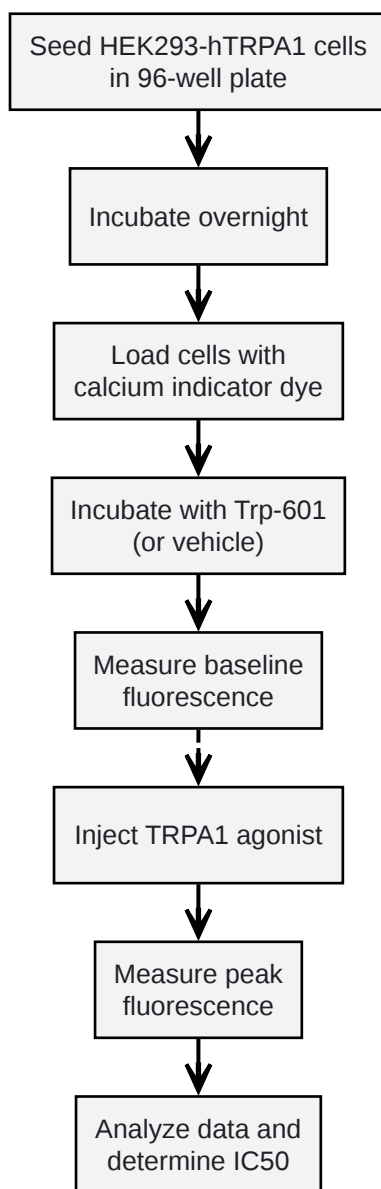 Seed HEK293-hTRPA1 cells
in 96-well plate
Incubate overnight
Load cells with
calcium indicator dye
Incubate with Trp-601
(or vehicle)
Measure baseline
fluorescence
Inject TRPA1 agonist
Measure peak
fluorescence
Analyze data and
determine IC50